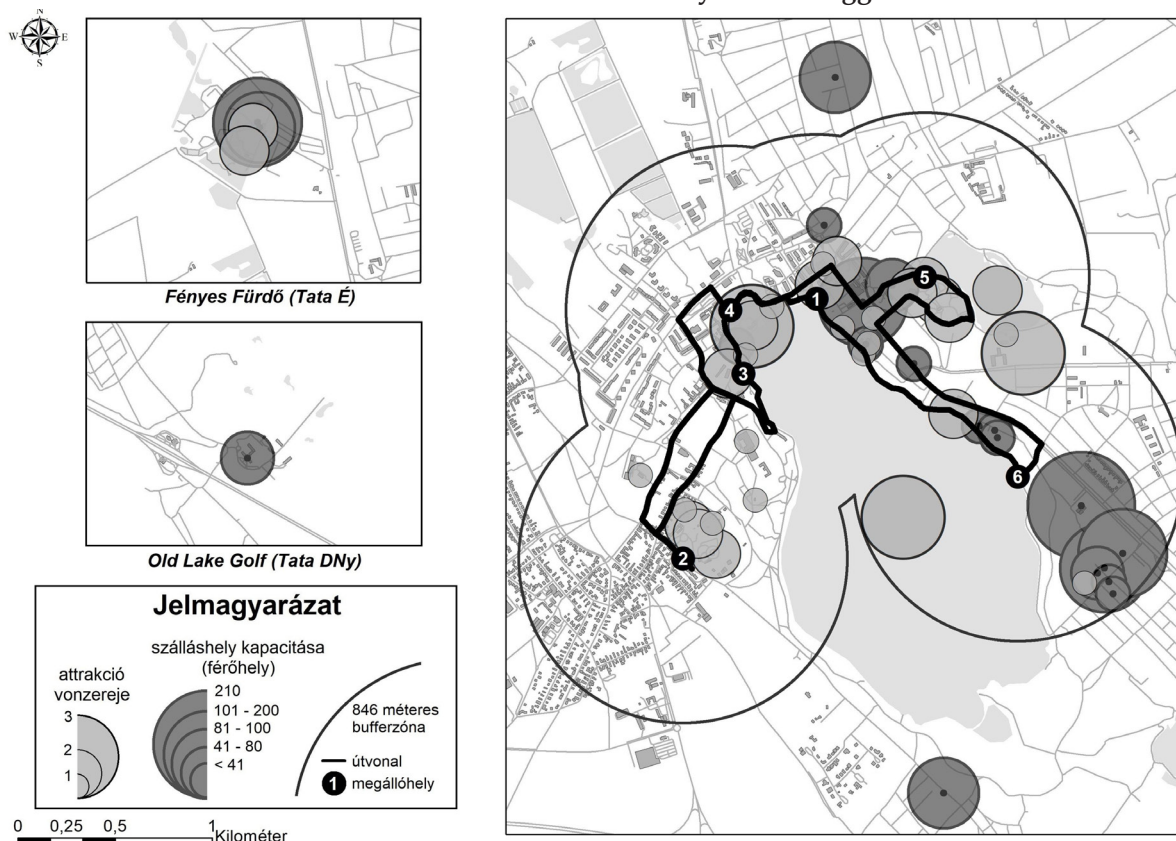 N
W E
S
Fényes Fürdő (Tata É)
Old Lake Golf (Tata DNy)
Jelmagyarázat
attrakció
vonzereje
3
2
1
szálláshely kapacitása
(férőhely)
210
101 - 200
81 - 100
41 - 80
< 41
846 méteres
bufferzóna
útvonal
1 megállóhely
0 0,25 0,5 1
Kilométer
1
5
4
3
6
2